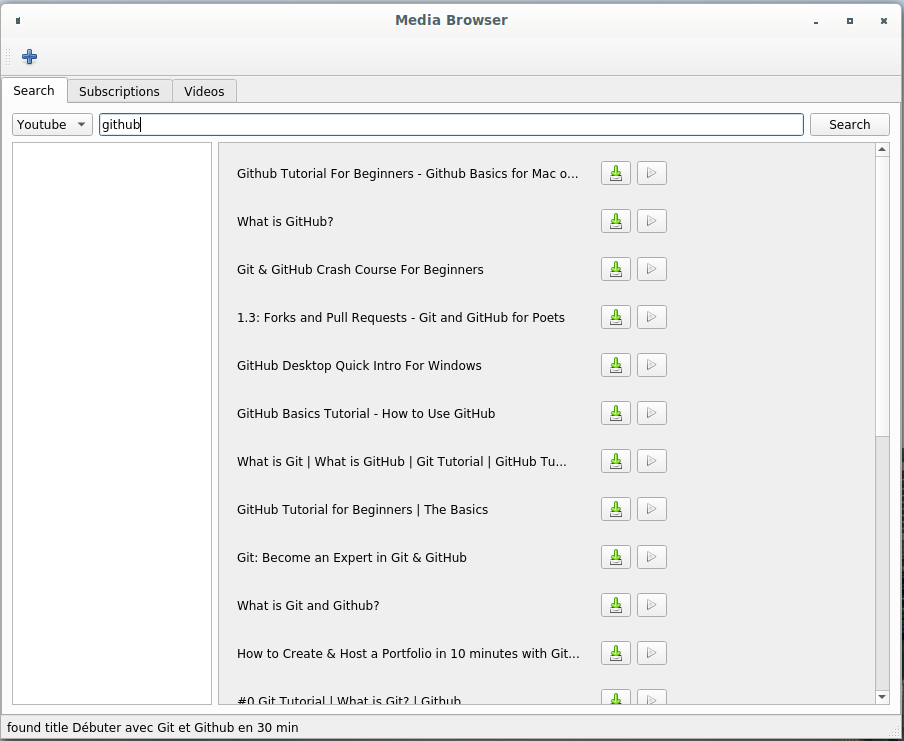 Media Browser
Search Subscriptions Videos
Youtube github Search
Github Tutorial For Beginners - Github Basics for Mac o...
What is GitHub?
Git & GitHub Crash Course For Beginners
1.3: Forks and Pull Requests - Git and GitHub for Poets
GitHub Desktop Quick Intro For Windows
GitHub Basics Tutorial - How to Use GitHub
What is Git | What is GitHub | Git Tutorial | GitHub Tu...
GitHub Tutorial for Beginners | The Basics
Git: Become an Expert in Git & GitHub
What is Git and Github?
How to Create & Host a Portfolio in 10 minutes with Git...
#0 Git Tutorial | What is Git? | Github
found title Débuter avec Git et Github en 30 min